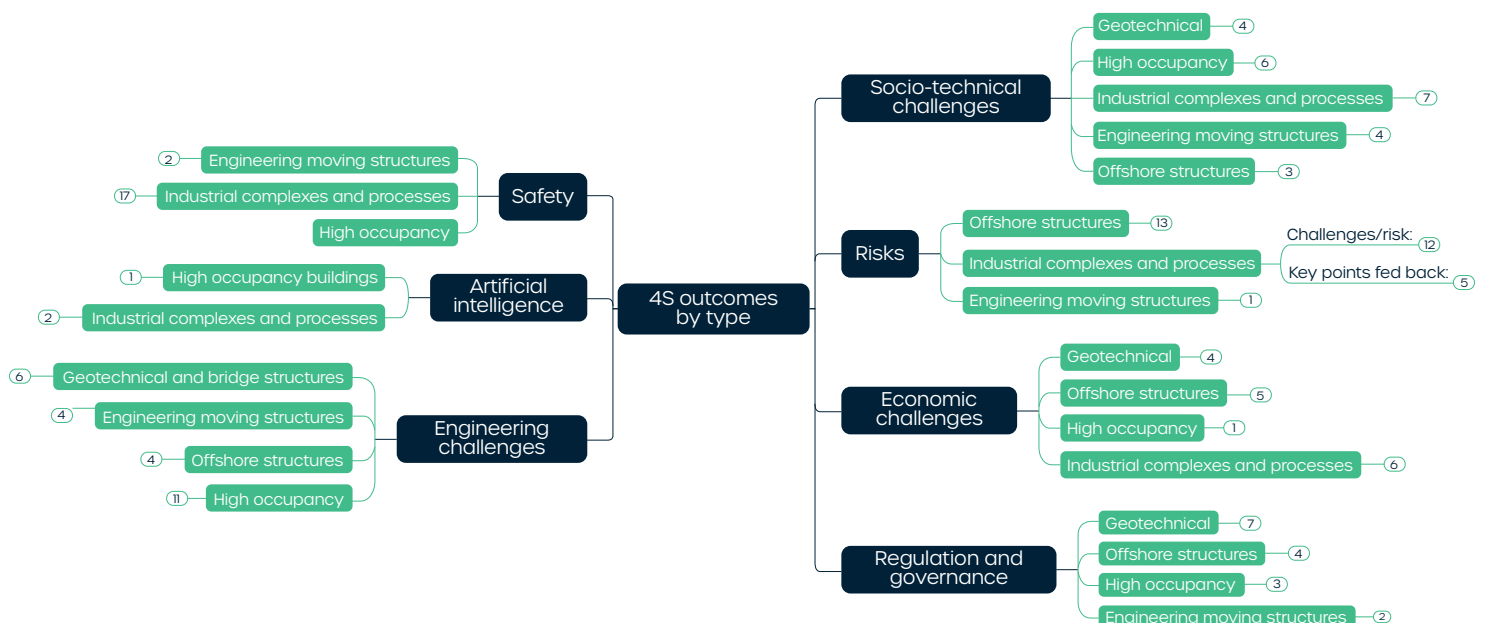 4S outcomes
by type
Safety
Engineering moving structures
2
Industrial complexes and processes
17
High occupancy
Artificial
intelligence
High occupancy buildings
1
Industrial complexes and processes
2
Engineering
challenges
Geotechnical and bridge structures
6
Engineering moving structures
4
Offshore structures
4
High occupancy
11
Socio-technical
challenges
Geotechnical
4
High occupancy
6
Industrial complexes and processes
7
Engineering moving structures
4
Offshore structures
3
Risks
Offshore structures
13
Industrial complexes and processes
Challenges/risk:
12
Key points fed back:
5
Engineering moving structures
1
Economic
challenges
Geotechnical
4
Offshore structures
5
High occupancy
1
Industrial complexes and processes
6
Regulation and
governance
Geotechnical
7
Offshore structures
4
High occupancy
3
Engineering moving structures
2